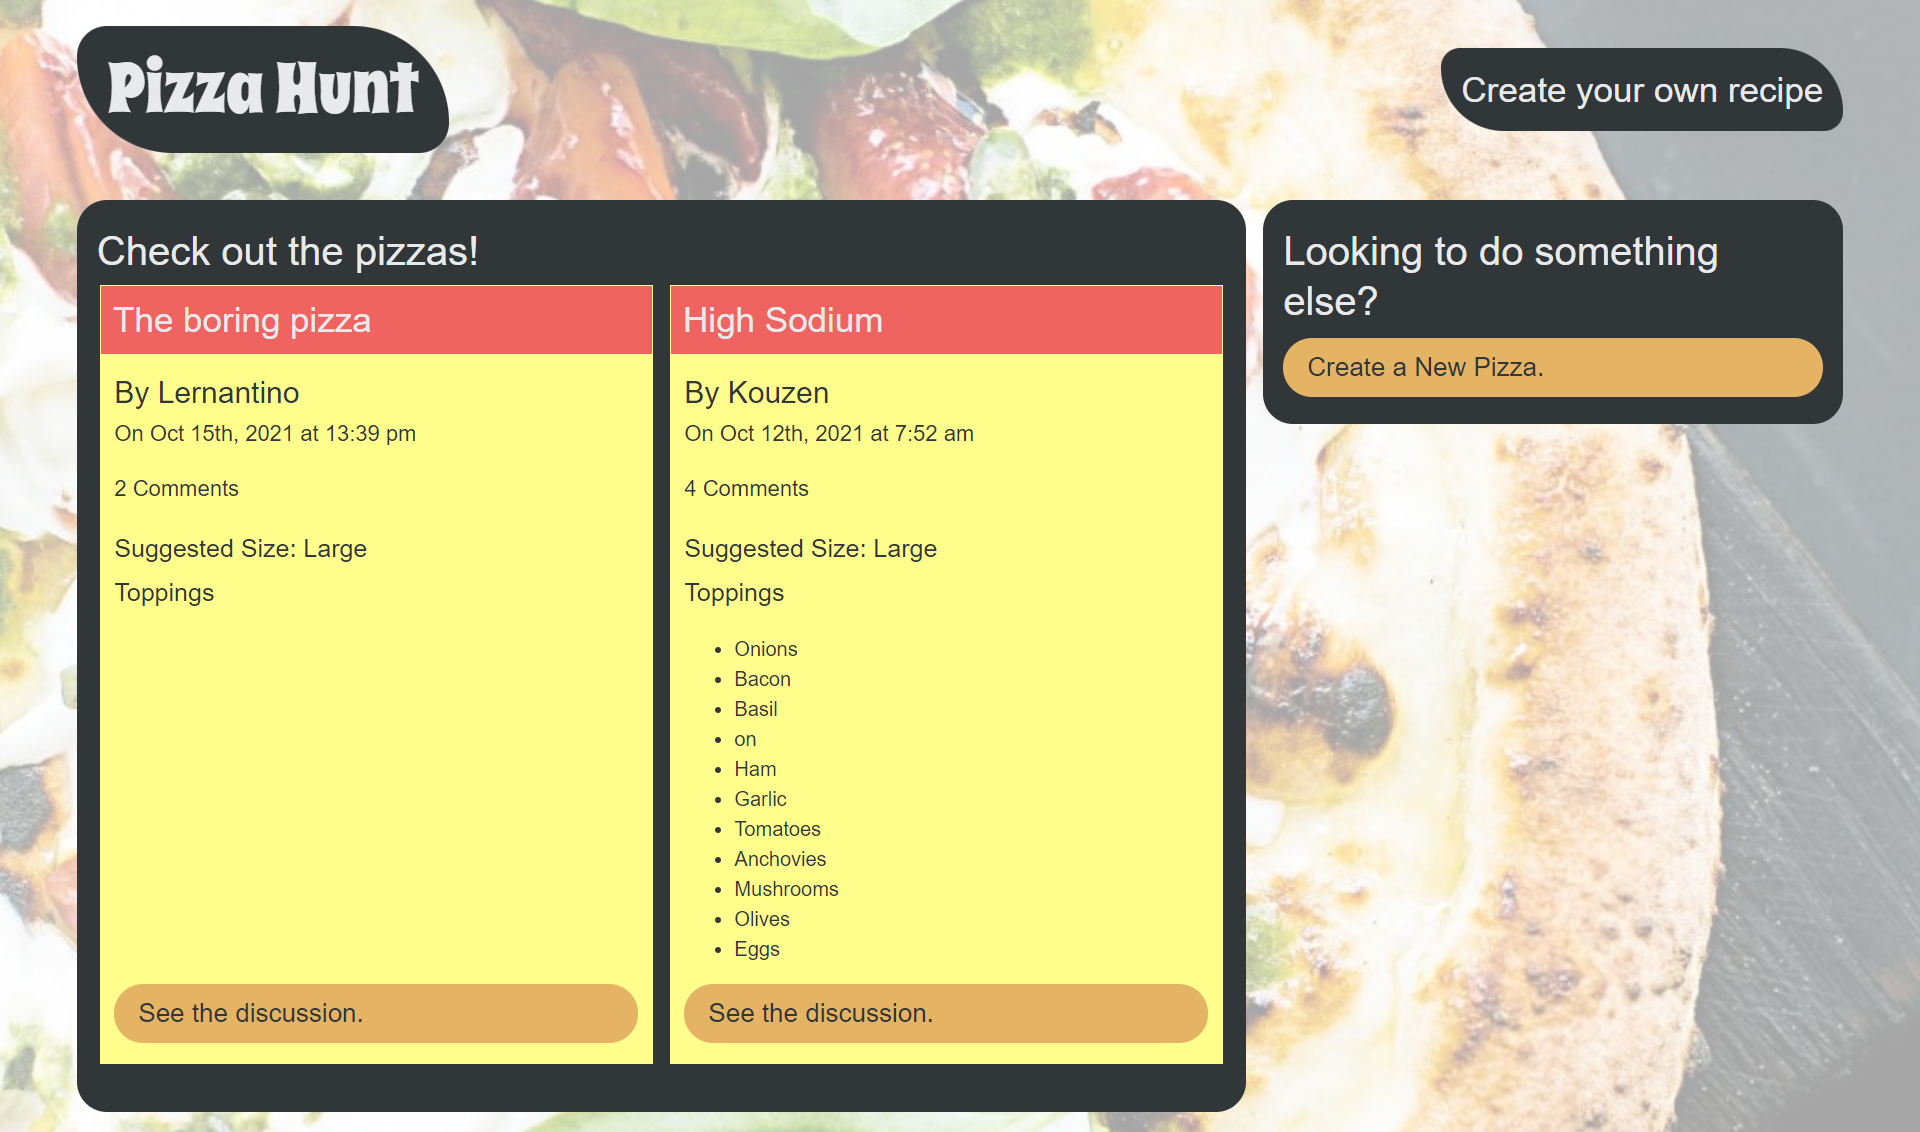 Pizza Hunt
Create your own recipe
Check out the pizzas!
The boring pizza
By Lernantino
On Oct 15th, 2021 at 13:39 pm
2 Comments
Suggested Size: Large
Toppings
See the discussion.
High Sodium
By Kouzen
On Oct 12th, 2021 at 7:52 am
4 Comments
Suggested Size: Large
Toppings
Onions
Bacon
Basil
on
Ham
Garlic
Tomatoes
Anchovies
Mushrooms
Olives
Eggs
See the discussion.
Looking to do something
else?
Create a New Pizza.